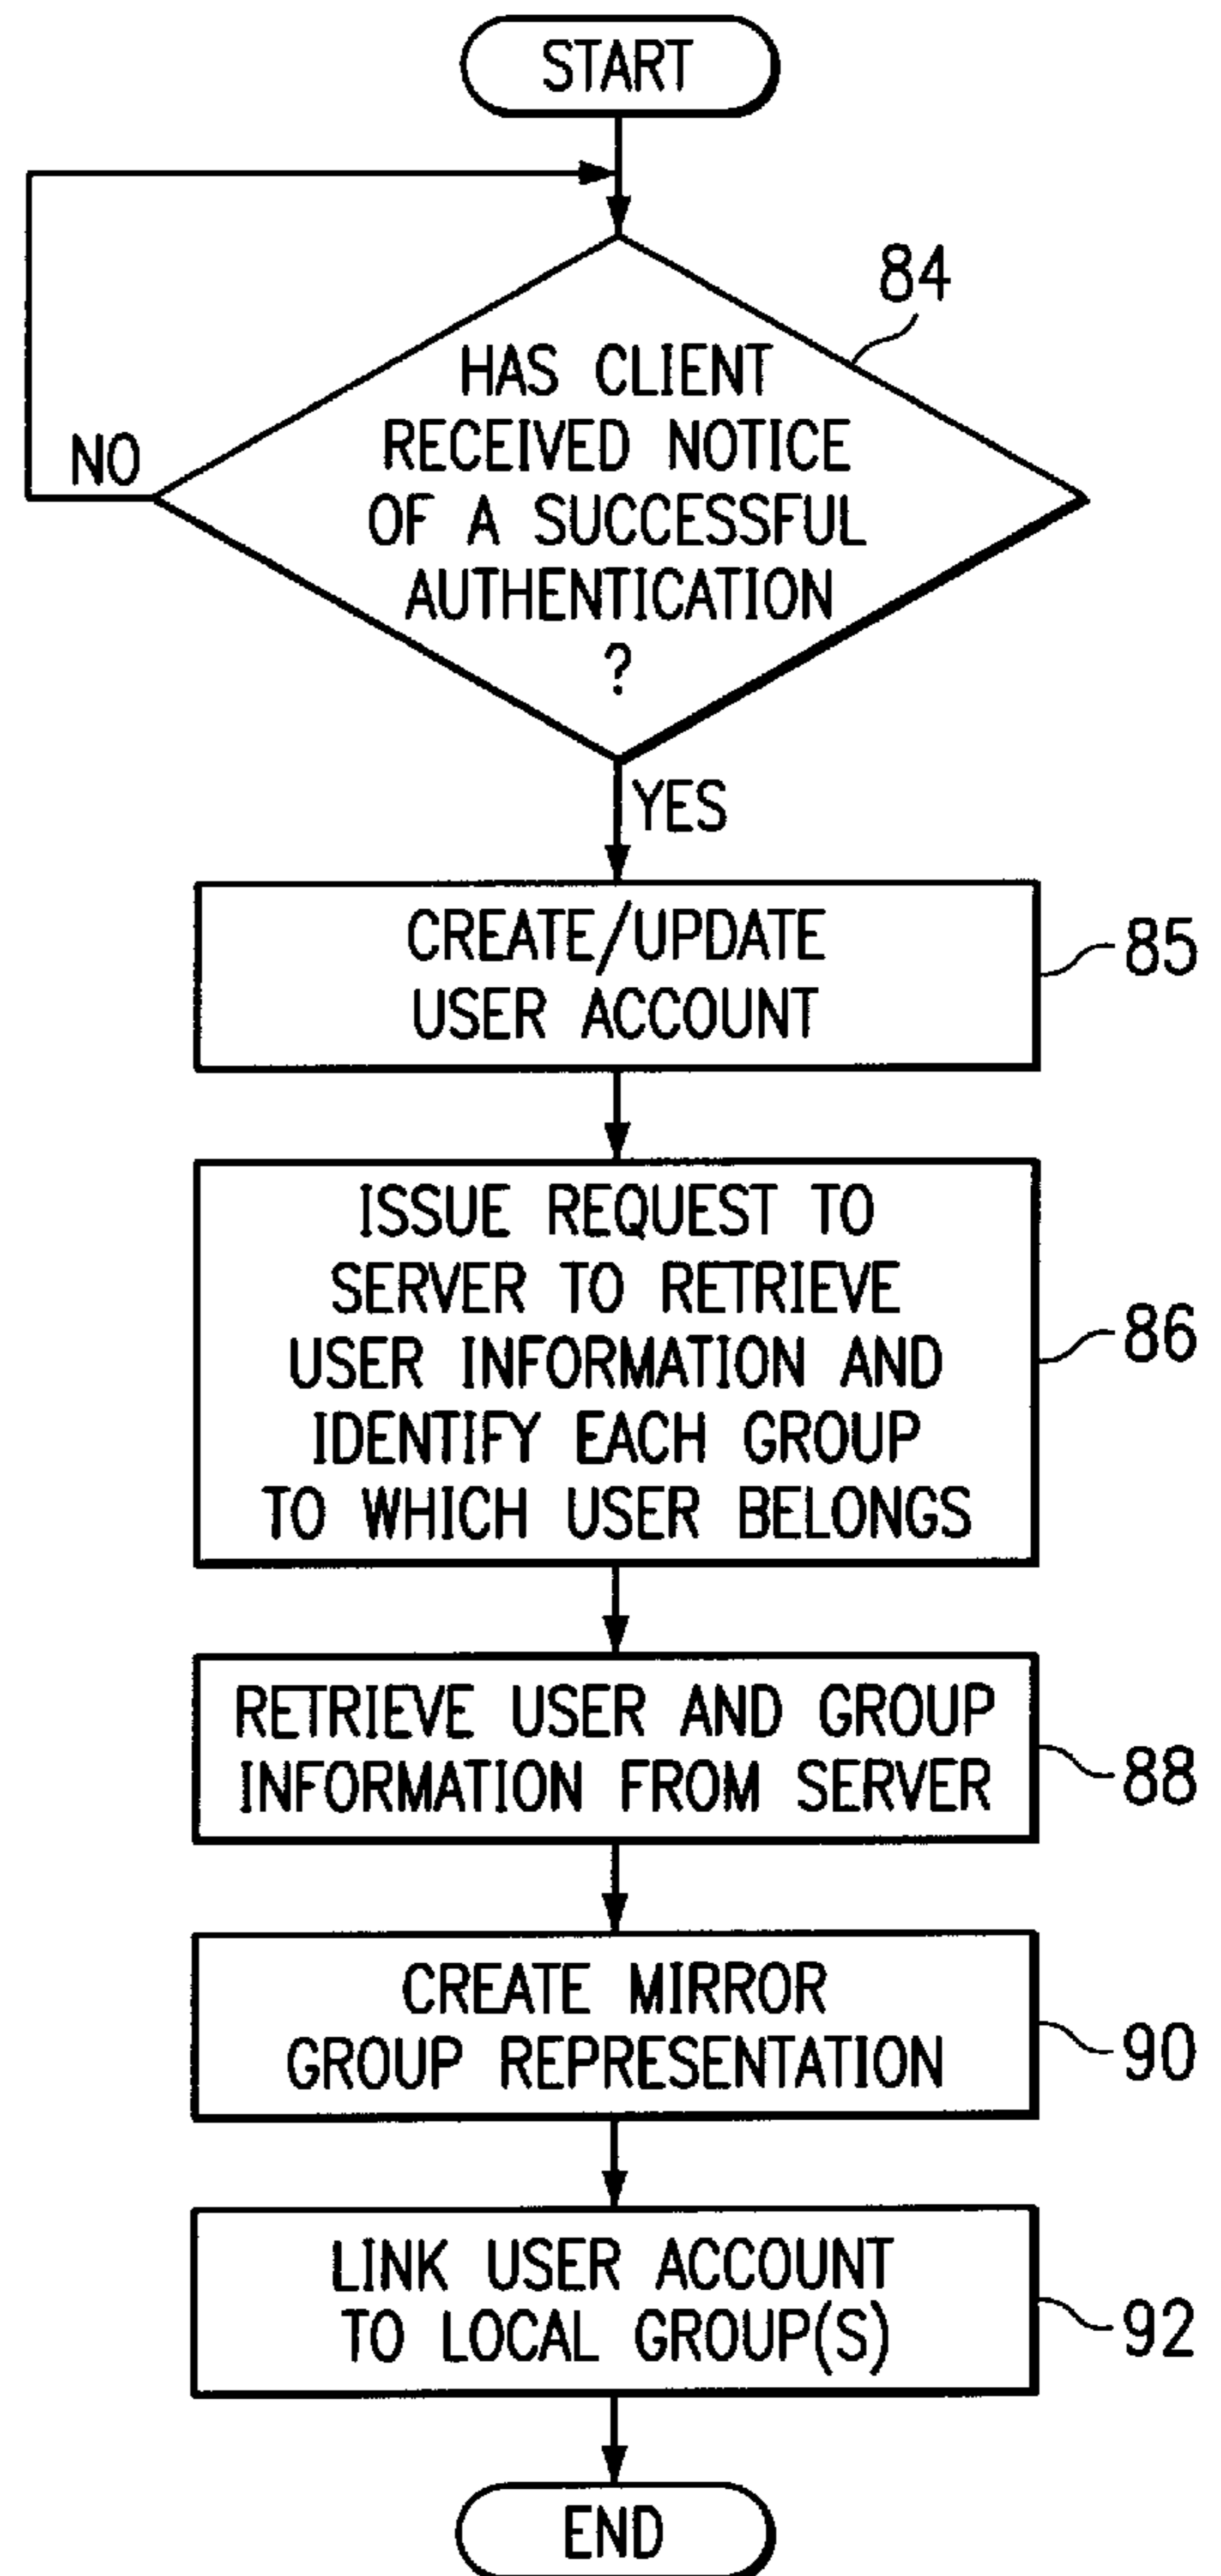 START
84
HAS CLIENT
RECEIVED NOTICE
OF A SUCCESSFUL
AUTHENTICATION
?
NO
YES
CREATE/UPDATE
USER ACCOUNT
85
ISSUE REQUEST TO
SERVER TO RETRIEVE
USER INFORMATION AND
IDENTIFY EACH GROUP
TO WHICH USER BELONGS
86
RETRIEVE USER AND GROUP
INFORMATION FROM SERVER
88
CREATE MIRROR
GROUP REPRESENTATION
90
LINK USER ACCOUNT
TO LOCAL GROUP(S)
92
END